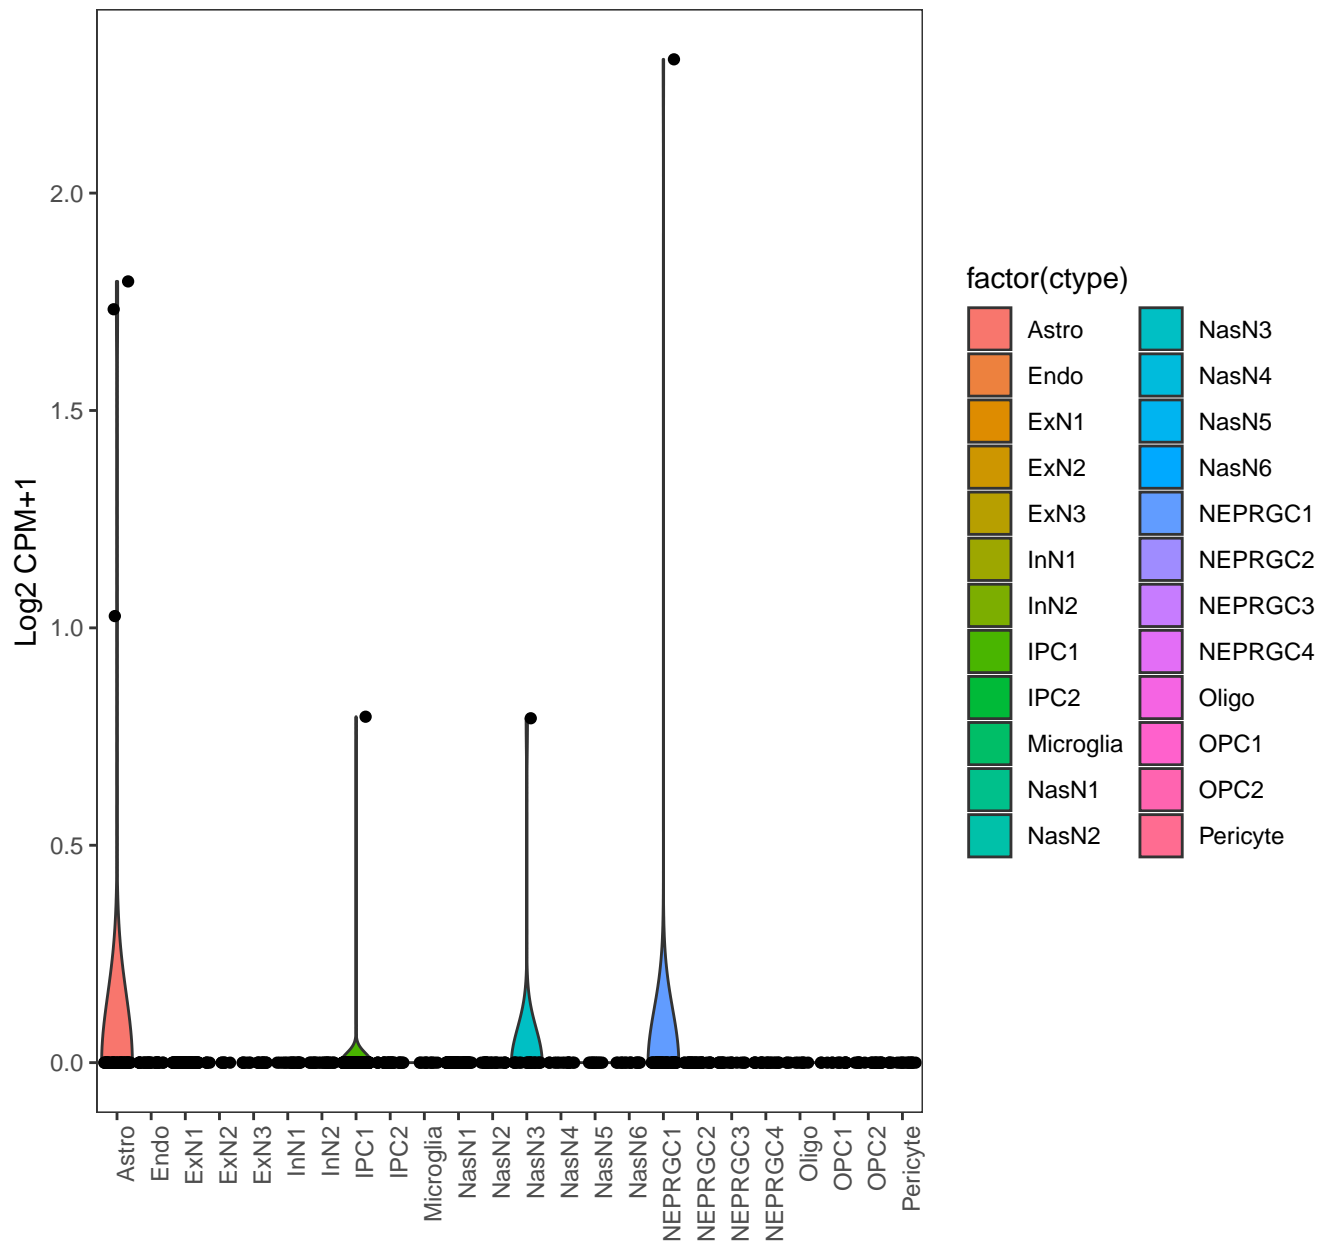 Log2 CPM+1
2.0
1.5
1.0
0.5
0.0
Astro
Endo
ExN1
ExN2
ExN3
InN1
InN2
IPC1
IPC2
Microglia
NasN1
NasN2
NasN3
NasN4
NasN5
NasN6
NEPRGC1
NEPRGC2
NEPRGC3
NEPRGC4
Oligo
OPC1
OPC2
Pericyte
factor(ctype)
Astro
Endo
ExN1
ExN2
ExN3
InN1
InN2
IPC1
IPC2
Microglia
NasN1
NasN2
NasN3
NasN4
NasN5
NasN6
NEPRGC1
NEPRGC2
NEPRGC3
NEPRGC4
Oligo
OPC1
OPC2
Pericyte